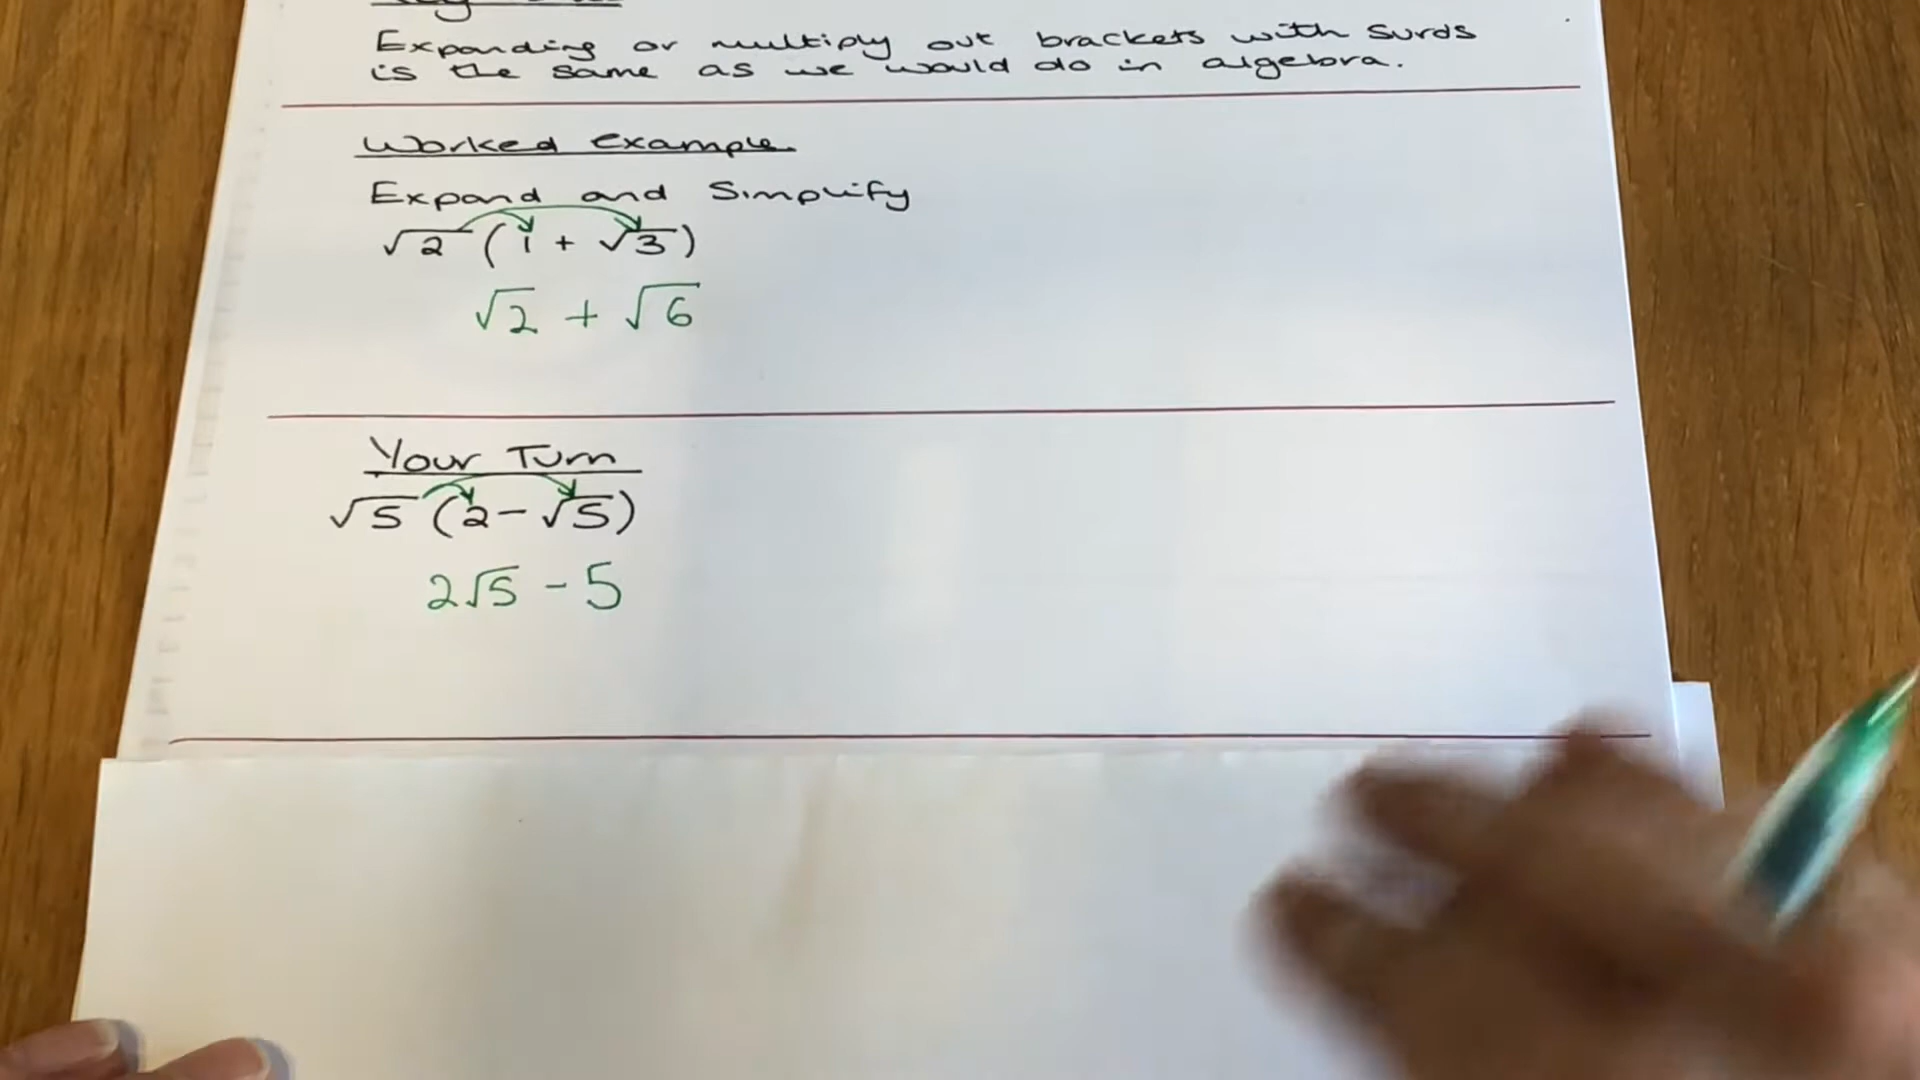 Expanding or multiply out brackets with surds
is the same as we would do in algebra.
Worked example
Expand and Simplify
√2 (1 + √3)
√2 + √6
Your Turn
√5 (2 - √5)
2√5 - 5